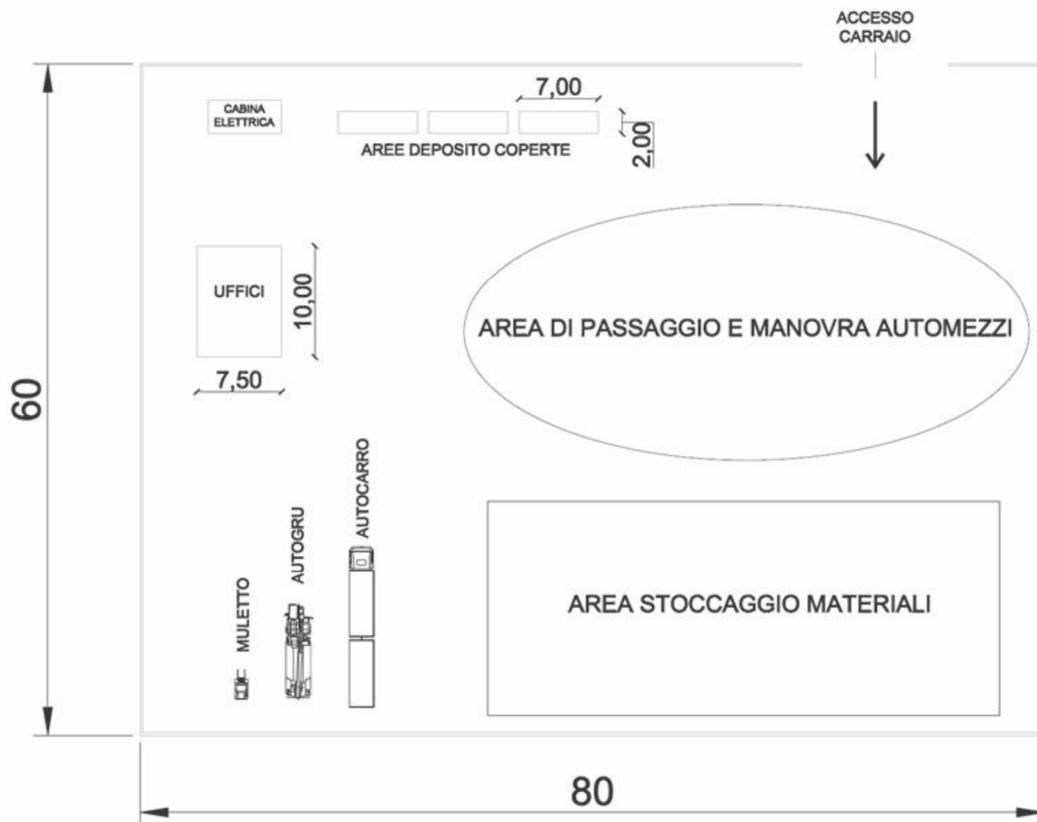 ACCESSO
CARRAIO
CABINA
ELETTRICA
7,00
2,00
AREE DEPOSITO COPERTE
UFFICI
10,00
7,50
AREA DI PASSAGGIO E MANOVRA AUTOMEZZI
60
MULETTO
AUTOGRU
AUTOCARRO
AREA STOCCAGGIO MATERIALI
80